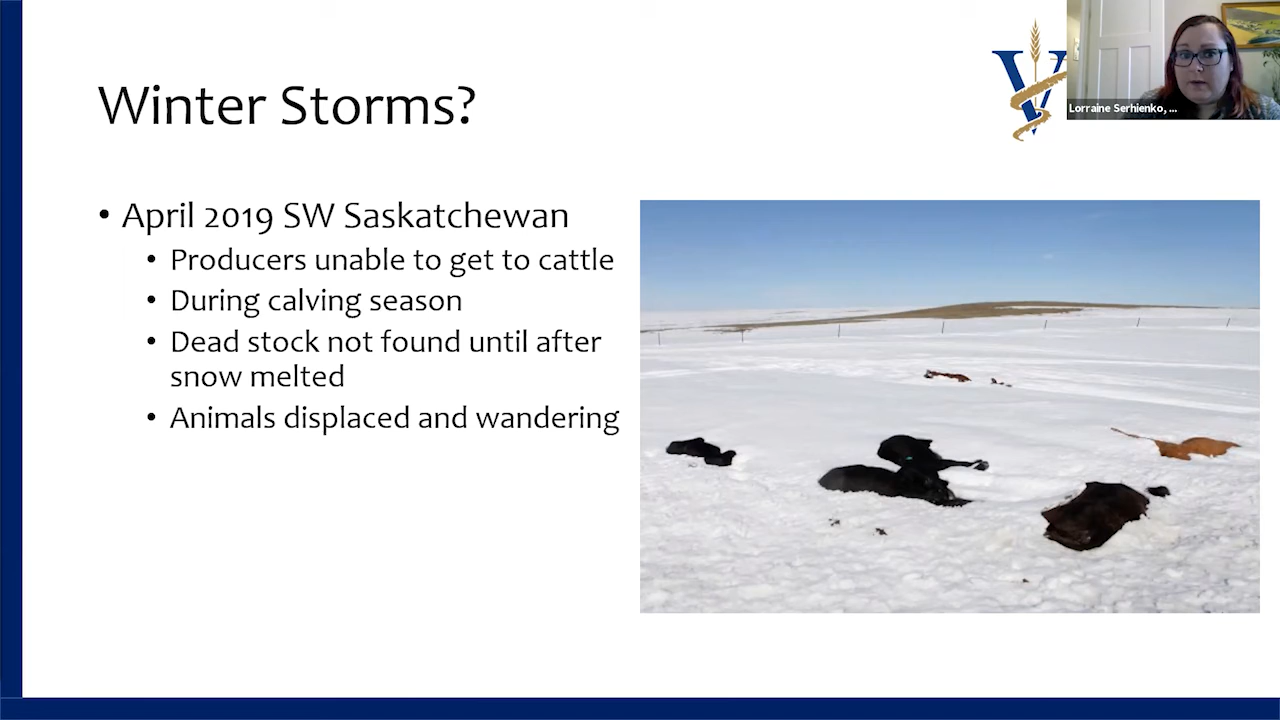 Winter Storms?
Lorraine Serhienko, ...
• April 2019 SW Saskatchewan
• Producers unable to get to cattle
• During calving season
• Dead stock not found until after
snow melted
• Animals displaced and wandering